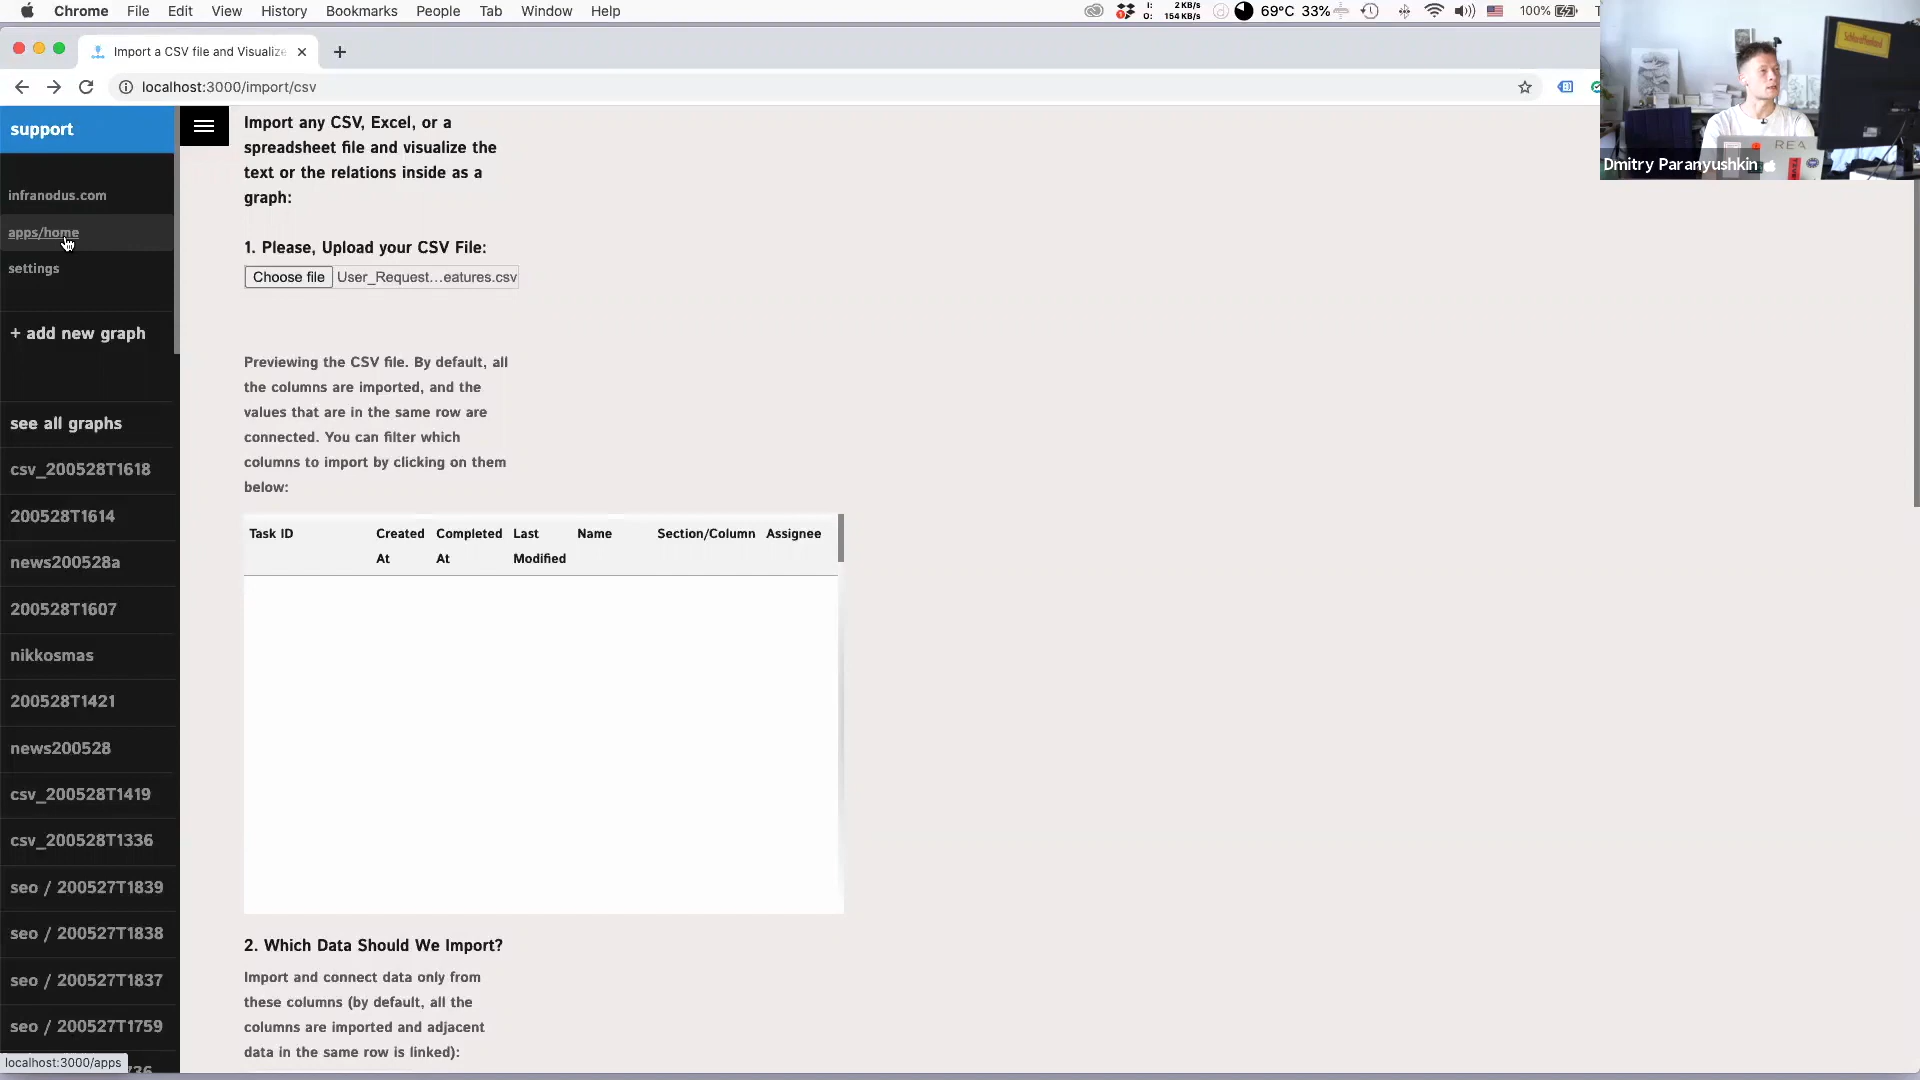 Chrome File Edit View History Bookmarks People Tab Window Help
I: 2 KB/s
O: 154 KB/s
69°C 33%
100%
Import a CSV file and Visualize
localhost:3000/import/csv
Schlaraffenland
REA
Dmitry Paranyushkin
support
infranodus.com
apps/home
settings
+ add new graph
see all graphs
csv_200528T1618
200528T1614
news200528a
200528T1607
nikkosmas
200528T1421
news200528
csv_200528T1419
csv_200528T1336
seo / 200527T1839
seo / 200527T1838
seo / 200527T1837
seo / 200527T1759
localhost:3000/apps
Import any CSV, Excel, or a
spreadsheet file and visualize the
text or the relations inside as a
graph:
1. Please, Upload your CSV File:
Choose file User_Request...eatures.csv
Previewing the CSV file. By default, all
the columns are imported, and the
values that are in the same row are
connected. You can filter which
columns to import by clicking on them
below:
Task ID Created At Completed At Last Modified Name Section/Column Assignee
2. Which Data Should We Import?
Import and connect data only from
these columns (by default, all the
columns are imported and adjacent
data in the same row is linked):